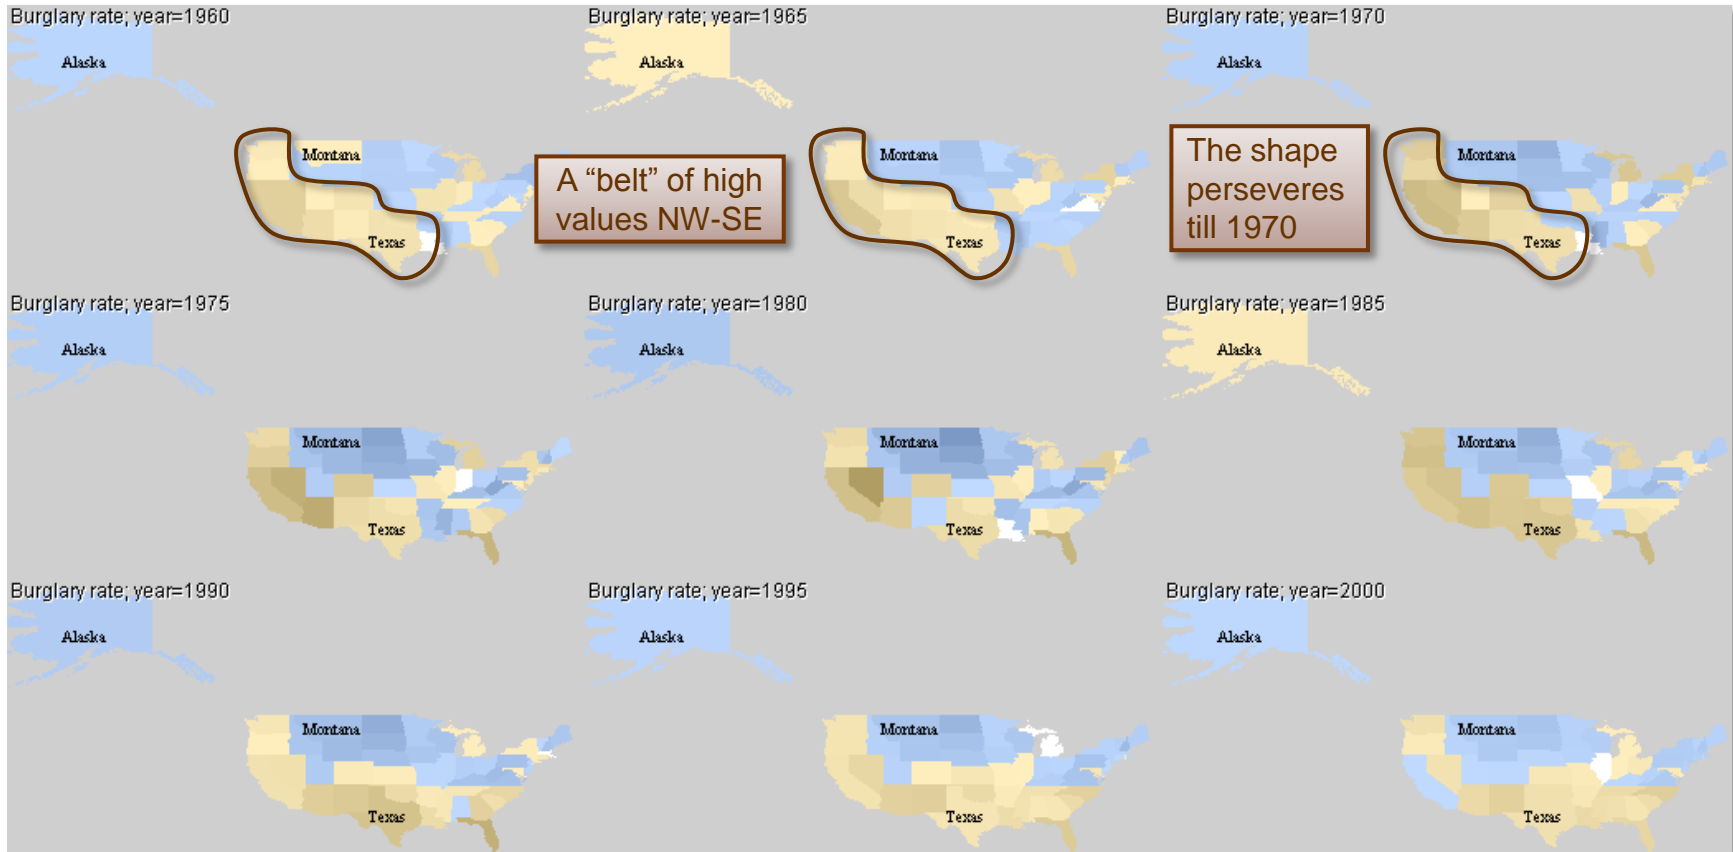 Burglary rate; year=1960
Burglary rate; year=1965
Burglary rate; year=1970
Alaska
Alaska
Alaska
Montana
A “belt” of high
values NW-SE
Texas
Montana
Texas
The shape
perseveres
till 1970
Montana
Texas
Burglary rate; year=1975
Burglary rate; year=1980
Burglary rate; year=1985
Alaska
Alaska
Alaska
Montana
Montana
Montana
Texas
Texas
Texas
Burglary rate; year=1990
Burglary rate; year=1995
Burglary rate; year=2000
Alaska
Alaska
Alaska
Montana
Montana
Montana
Texas
Texas
Texas